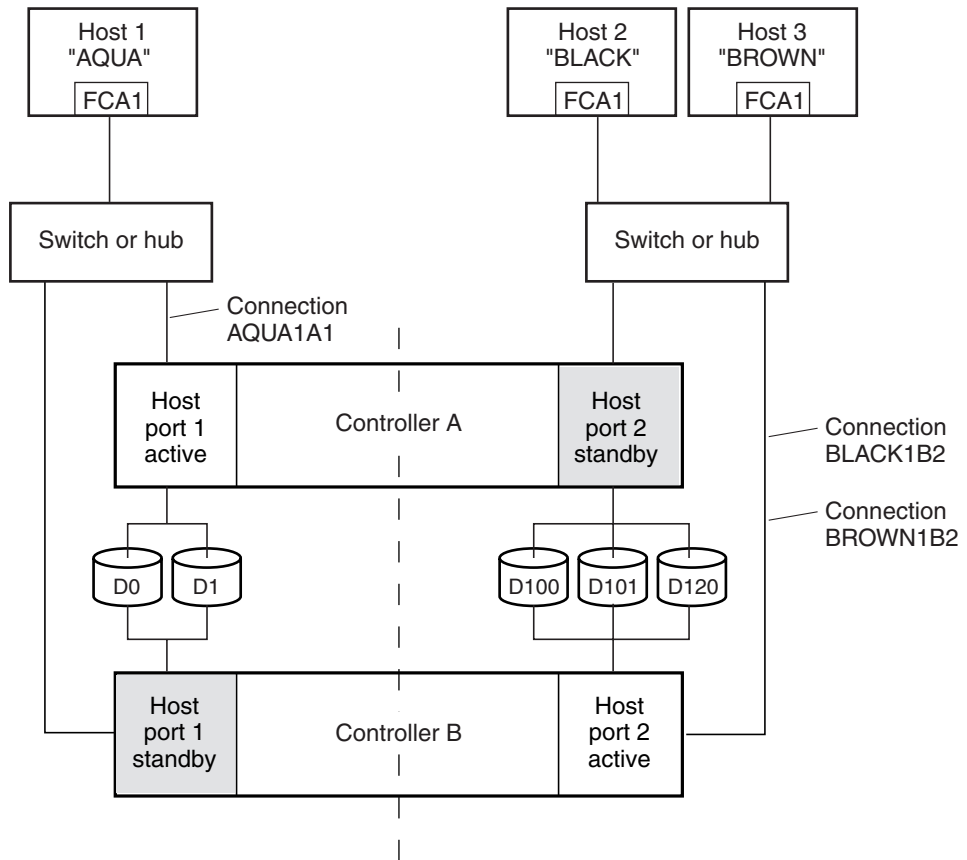 Host 1
"AQUA"
FCA1
Host 2
"BLACK"
FCA1
Host 3
"BROWN"
FCA1
Switch or hub
Switch or hub
Connection
AQUA1A1
Host
port 1
active
Controller A
Host
port 2
standby
Connection
BLACK1B2
Connection
BROWN1B2
D0
D1
D100
D101
D120
Host
port 1
standby
Controller B
Host
port 2
active